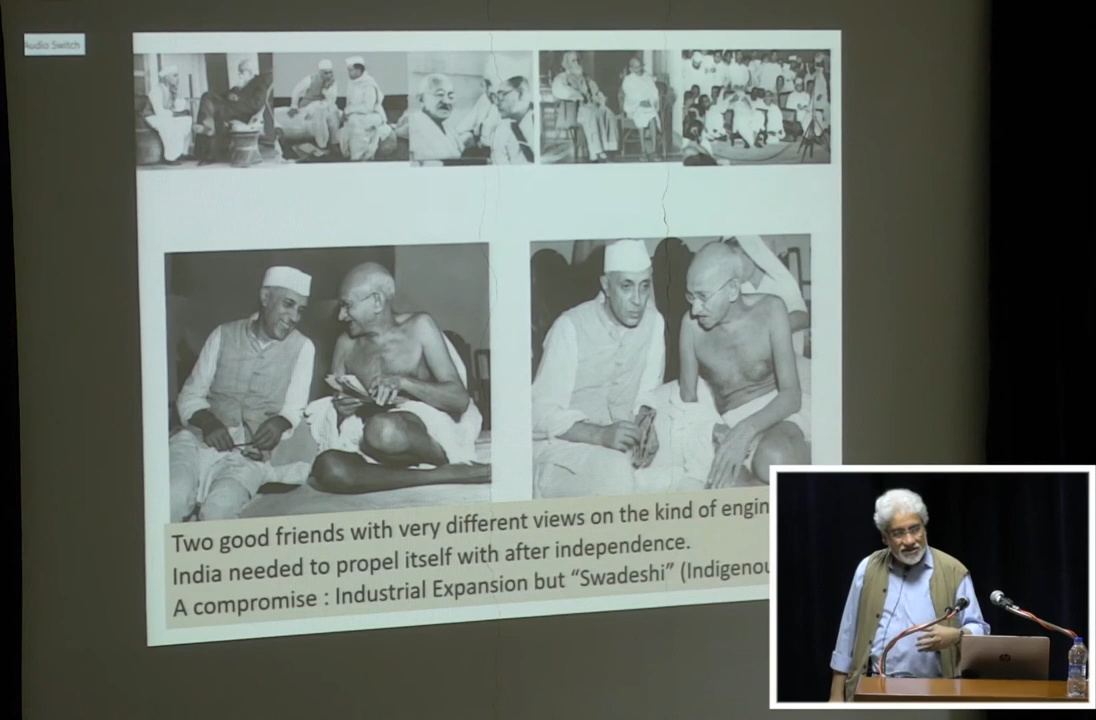 Audio Switch
Two good friends with very different views on the kind of engin
India needed to propel itself with after independence.
A compromise : Industrial Expansion but “Swadeshi” (Indigenou
hp